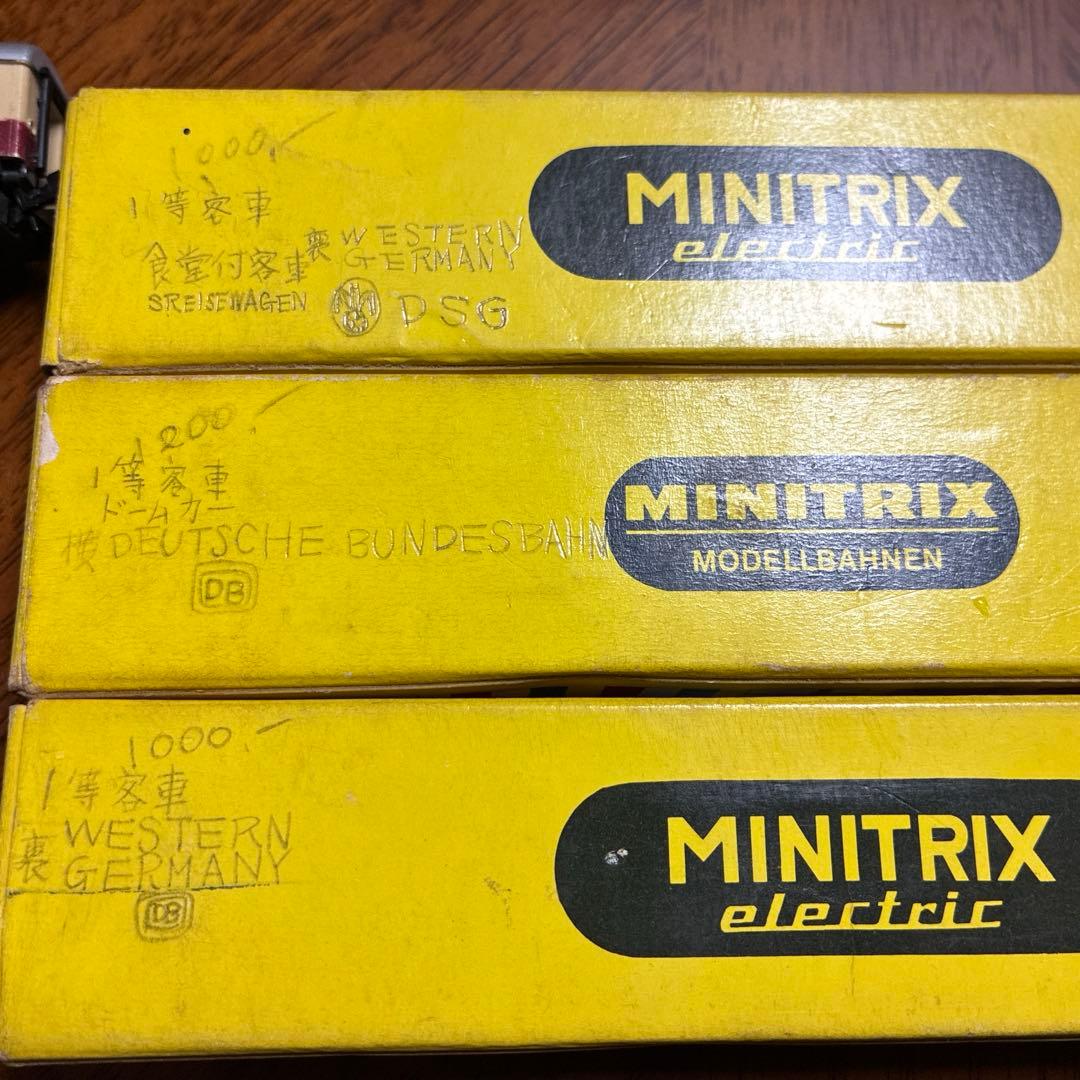 1000.-
1等客車
食堂付客車
裏 WESTERN
GERMANY
SREISEWAGEN
DSG
MINITRIX
electric
1200.-
1等客車
ドームカー
横 DEUTSCHE BUNDESBAHN
DB
MINITRIX
MODELLBAHNEN
1000.-
1等客車
裏 WESTERN
GERMANY
DB
MINITRIX
electric